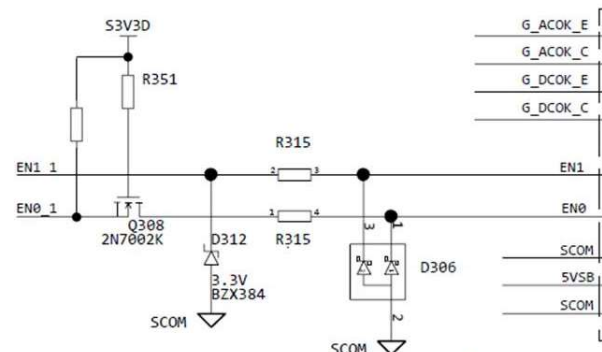 S3V3D
R351
G_ACOK_E
G_ACOK_C
G_DCOK_E
G_DCOK_C
R315
EN1_1
2
3
EN1
EN0_1
1
4
EN0
Q308
2N7002K
D312
R315
3
1
D306
3.3V
BZX384
SCOM
5VSB
SCOM
2
SCOM
SCOM